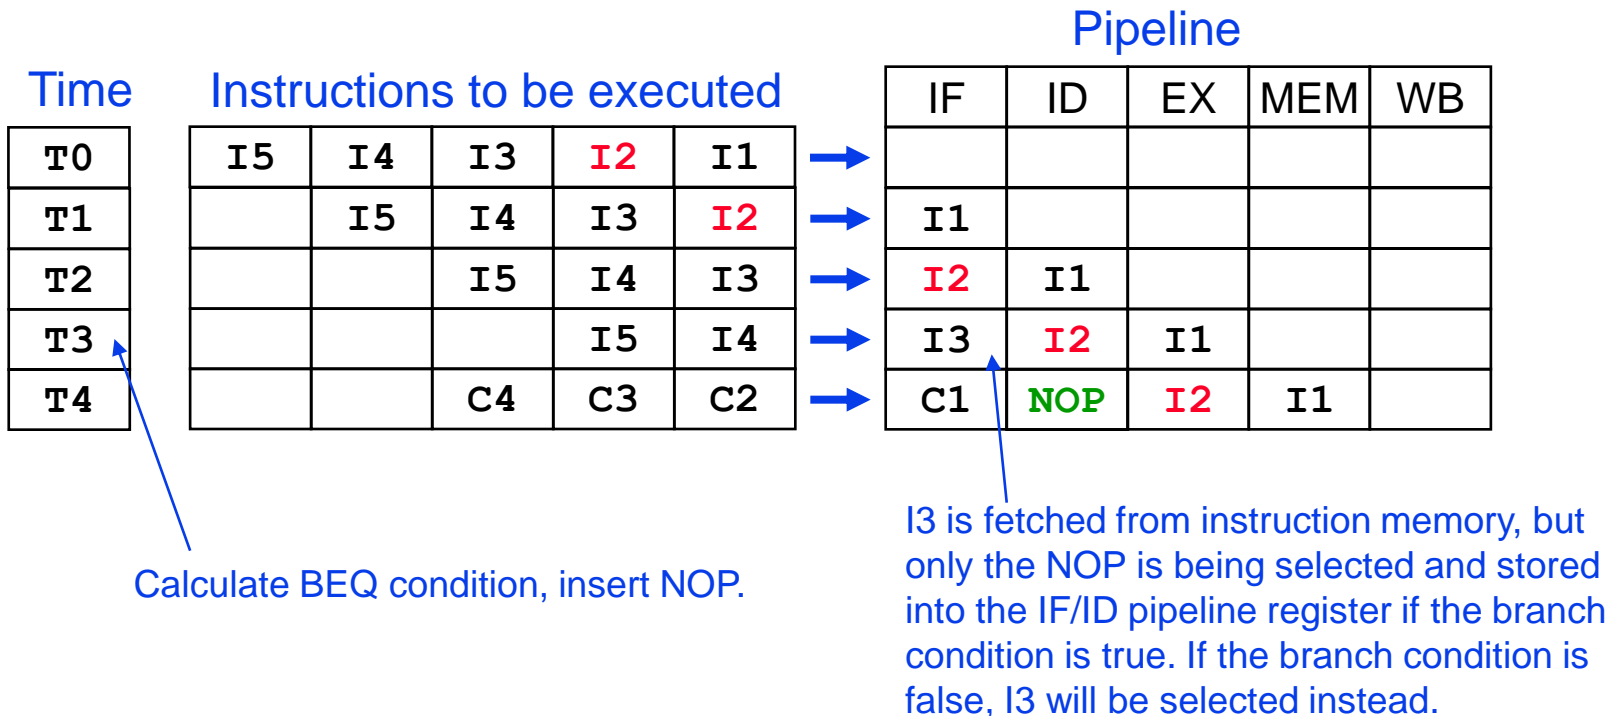 Pipeline
Time Instructions to be executed IF ID EX MEM WB
T0 I5 I4 I3 I2 I1
T1 I5 I4 I3 I2 I1
T2 I5 I4 I3 I2 I1
T3 I5 I4 I3 I2 I1
T4 C4 C3 C2 C1 NOP I2 I1
Calculate BEQ condition, insert NOP.
I3 is fetched from instruction memory, but
only the NOP is being selected and stored
into the IF/ID pipeline register if the branch
condition is true. If the branch condition is
false, I3 will be selected instead.